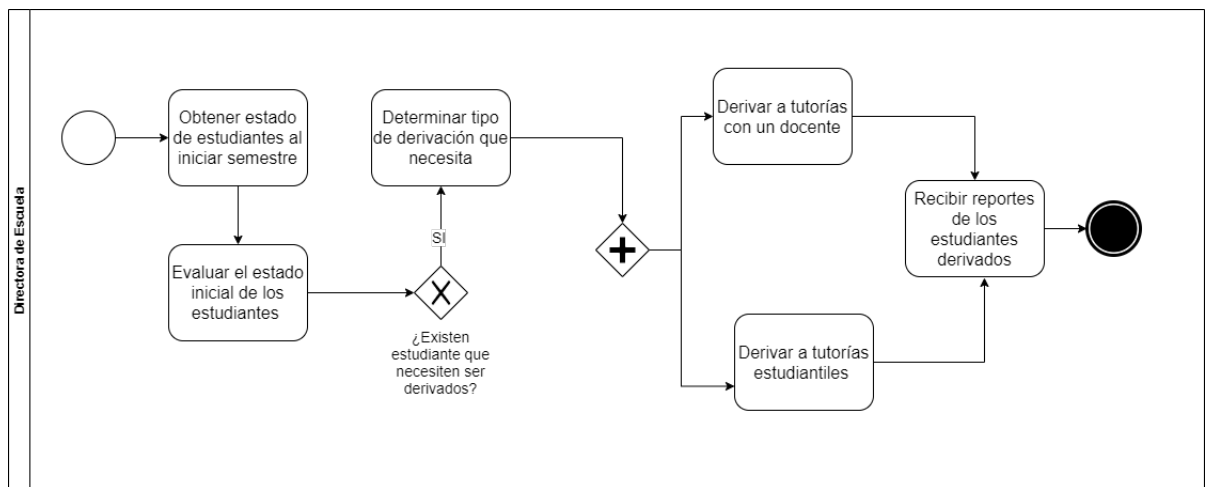 Directora de Escuela
Obtener estado
de estudiantes al
iniciar semestre
Evaluar el estado
inicial de los
estudiantes
¿Existen
estudiante que
necesiten ser
derivados?
SI
Determinar tipo
de derivación que
necesita
Derivar a tutorías
con un docente
Derivar a tutorías
estudiantiles
Recibir reportes
de los
estudiantes
derivados